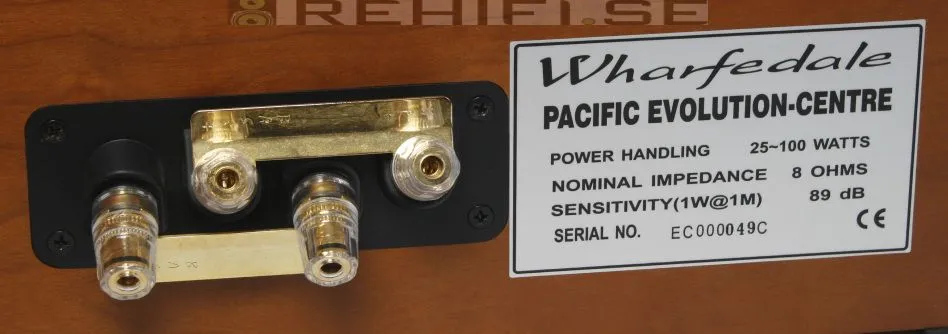 REHIFI.SE
Wharfedale
PACIFIC EVOLUTION-CENTRE
POWER HANDLING 25~100 WATTS
NOMINAL IMPEDANCE 8 OHMS
SENSITIVITY(1W@1M) 89 dB
SERIAL NO. EC000049C CE